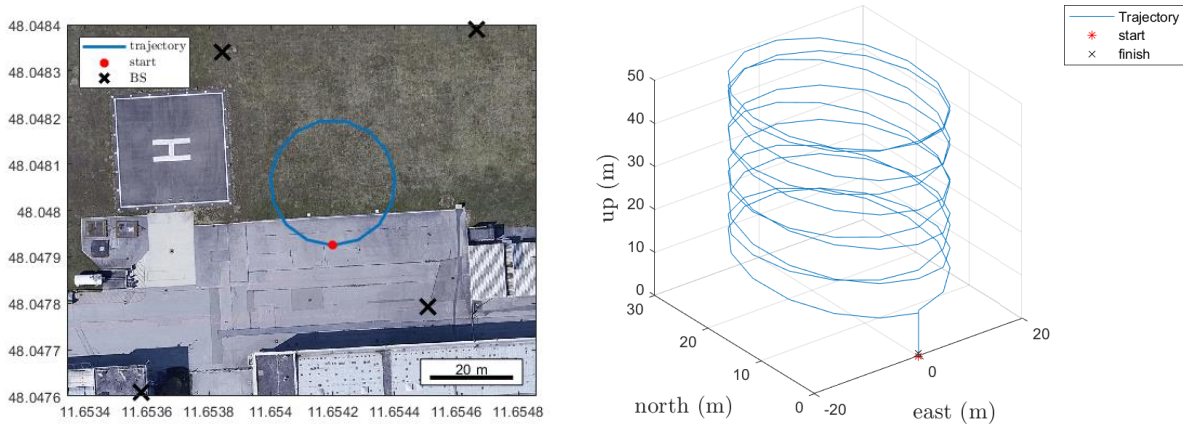 48.0484
48.0483
48.0482
48.0481
48.048
48.0479
48.0478
48.0477
48.0476
trajectory
start
BS
H
20 m
11.6534 11.6536 11.6538 11.654 11.6542 11.6544 11.6546 11.6548
Trajectory
start
finish
50
40
30
20
10
0
up (m)
30
20
10
0
north (m)
-20
0
20
east (m)